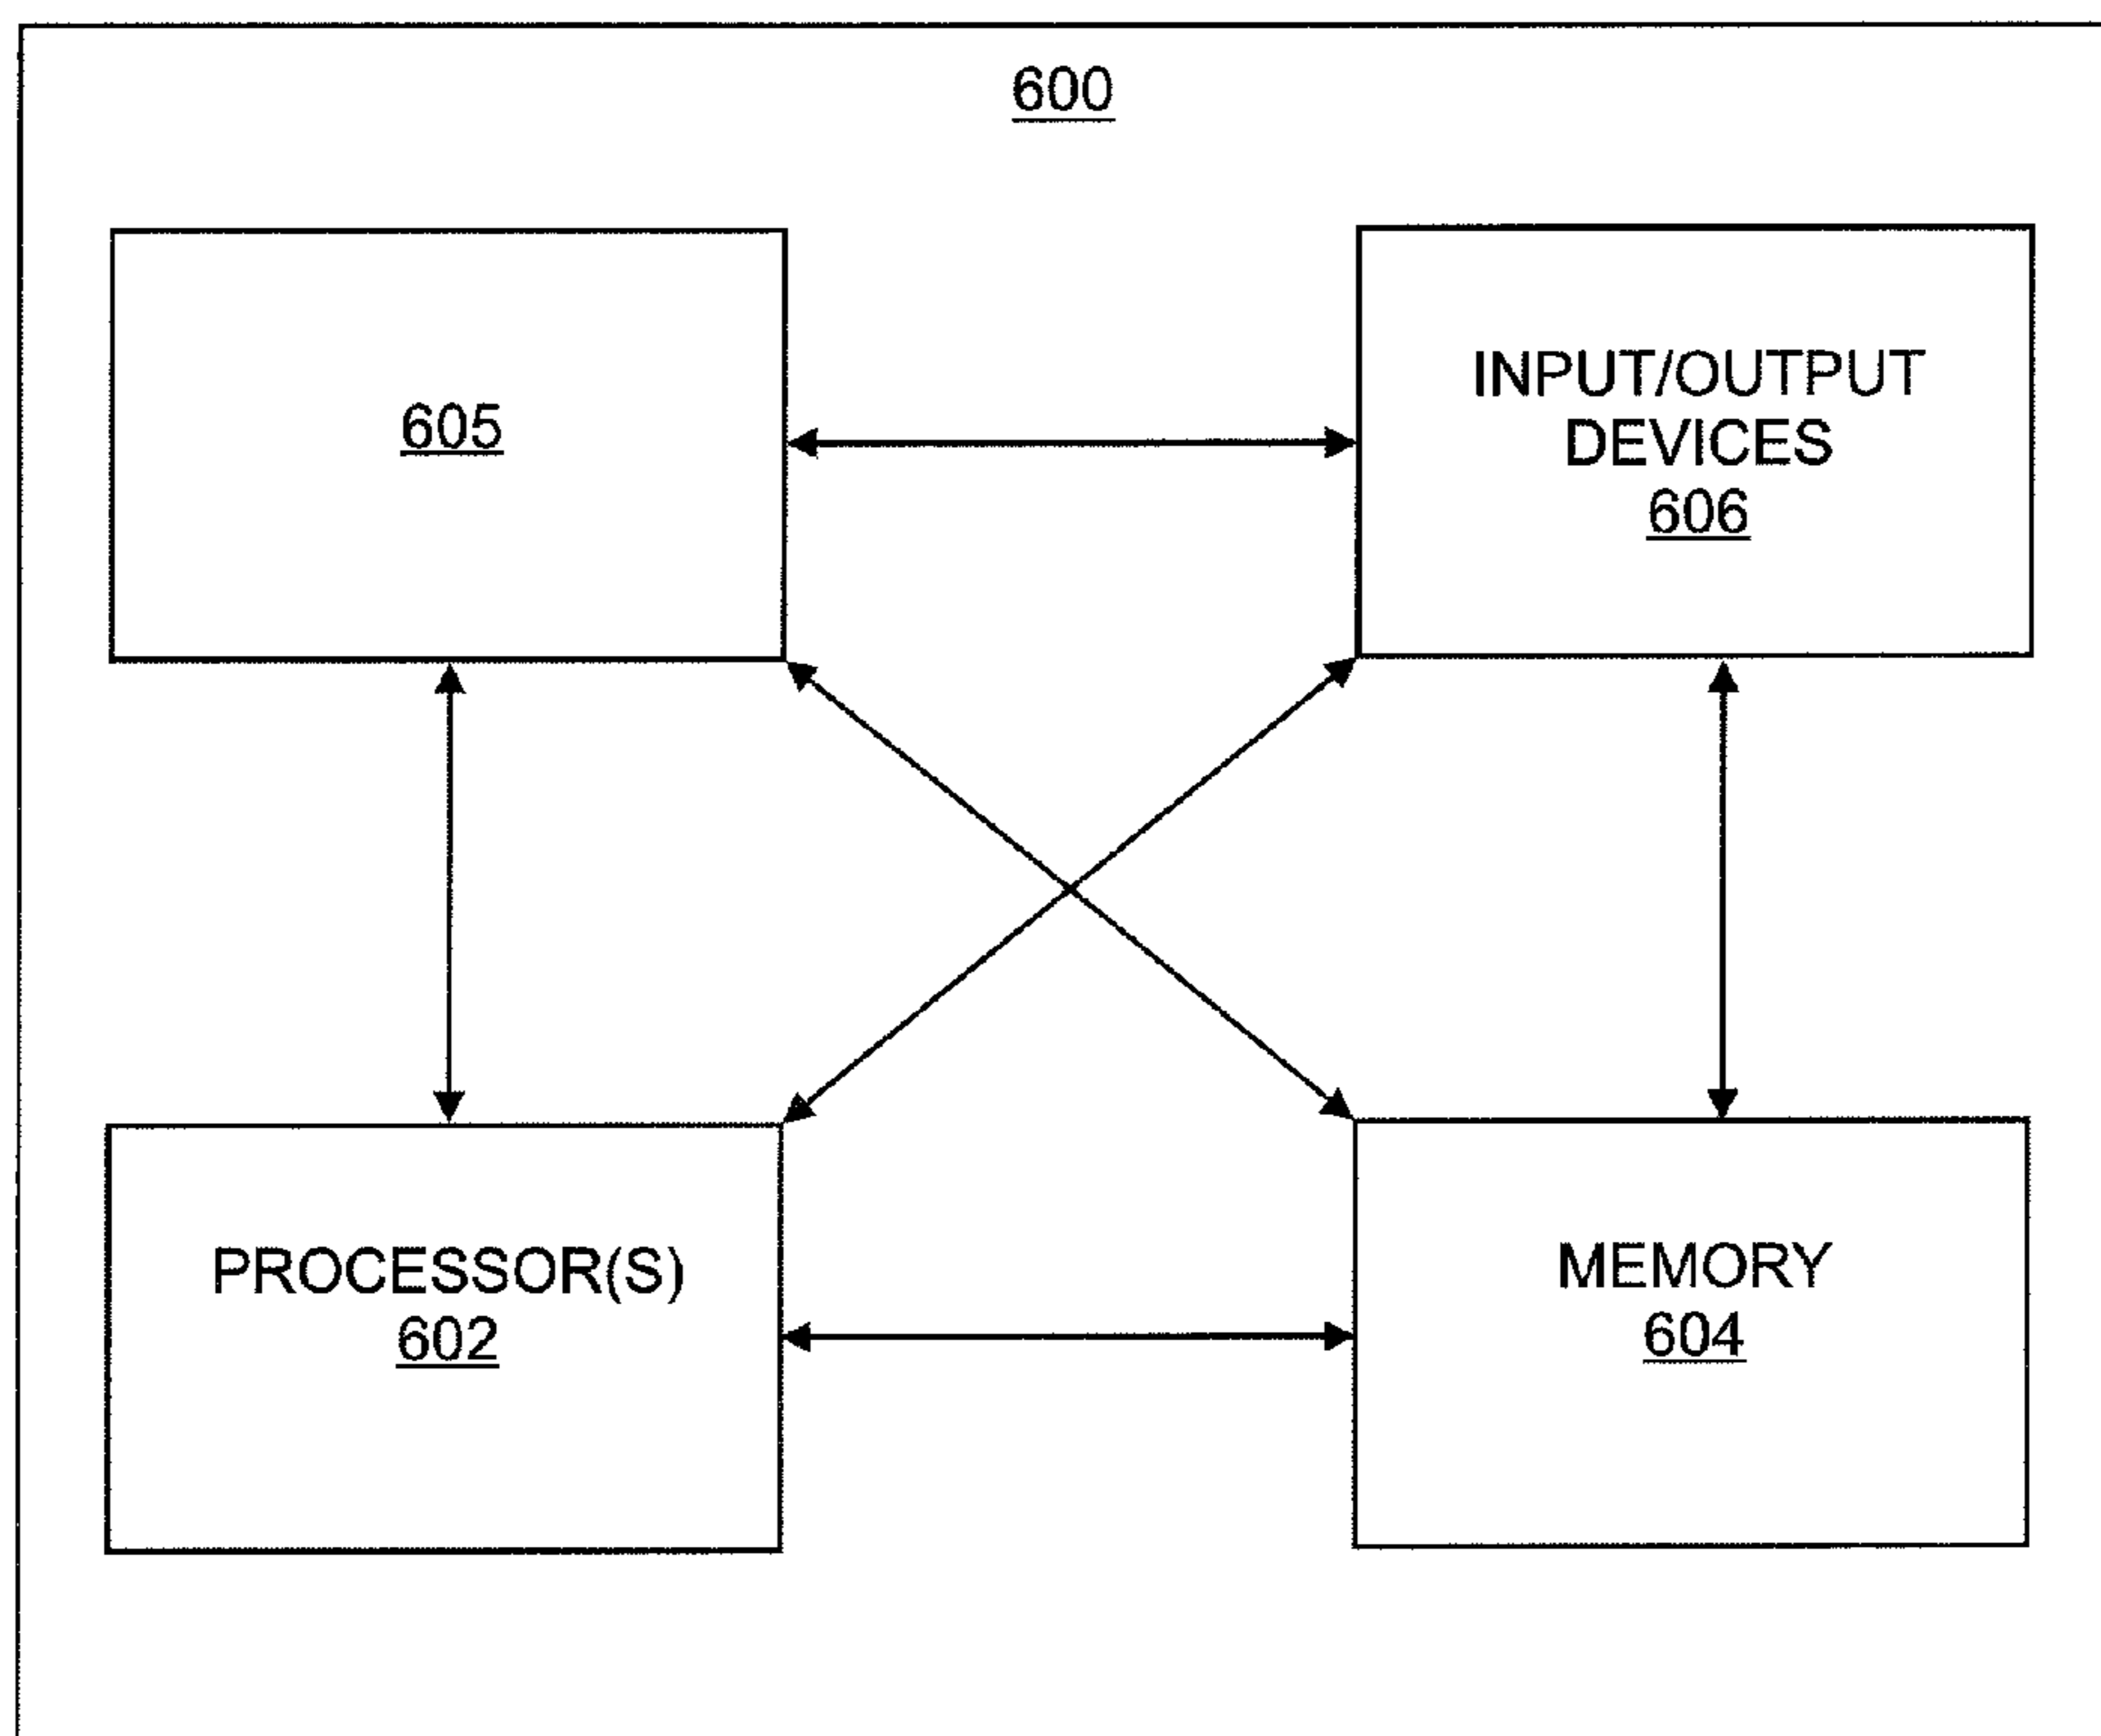 600
605
INPUT/OUTPUT
DEVICES
606
PROCESSOR(S)
602
MEMORY
604